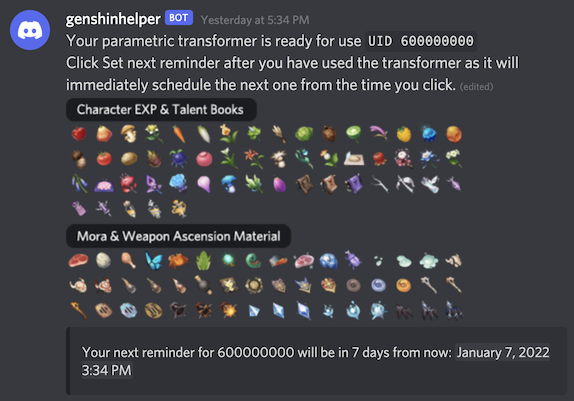 genshinhelper BOT Yesterday at 5:34 PM
Your parametric transformer is ready for use UID 600000000
Click Set next reminder after you have used the transformer as it will
immediately schedule the next one from the time you click. (edited)
Character EXP & Talent Books
Mora & Weapon Ascension Material
Your next reminder for 600000000 will be in 7 days from now: January 7, 2022
3:34 PM